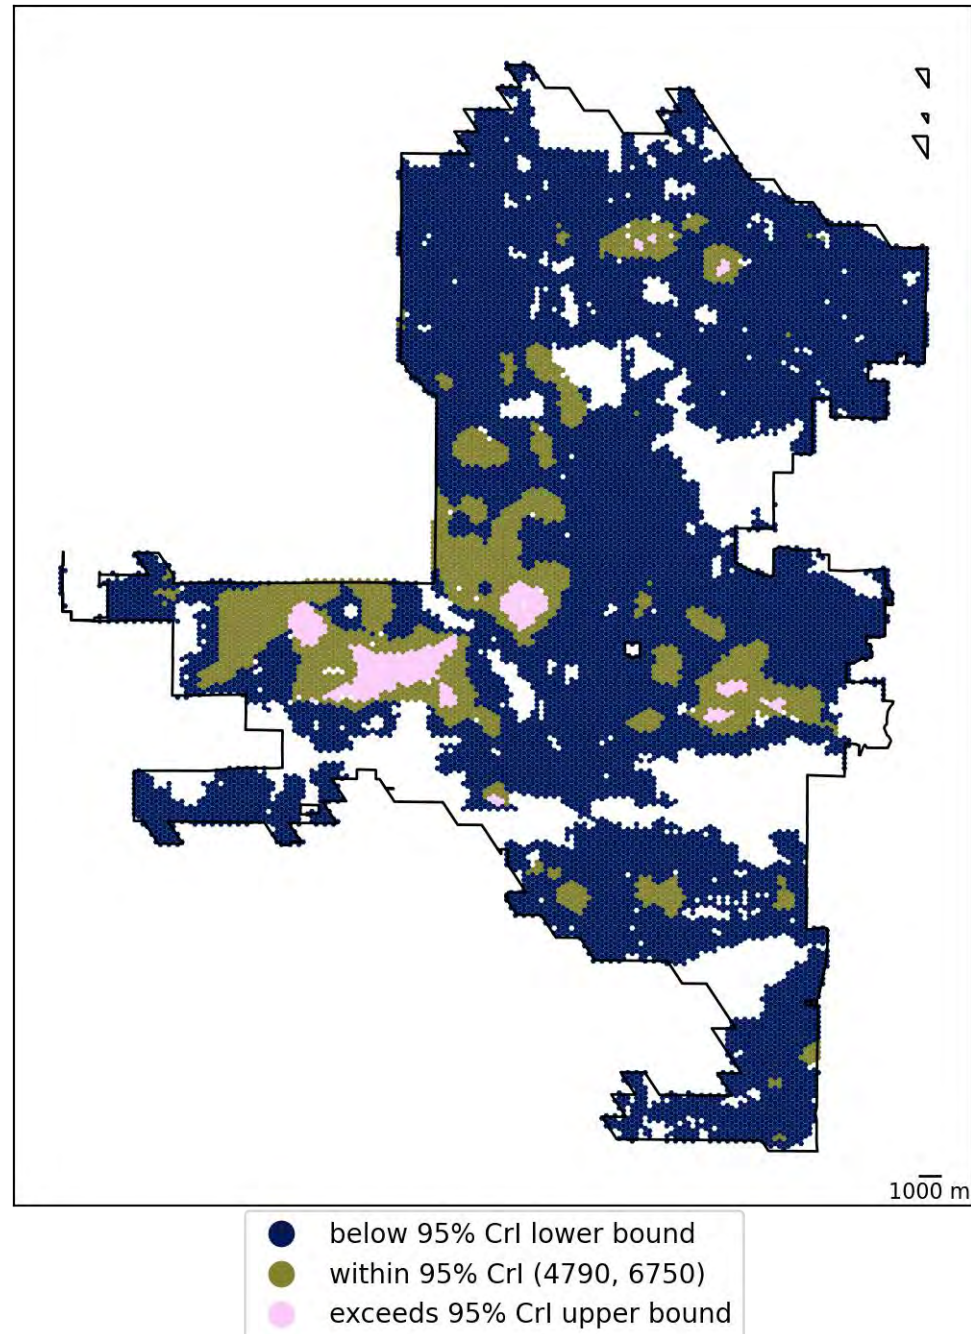 1000 m
below 95% CrI lower bound
within 95% CrI (4790, 6750)
exceeds 95% CrI upper bound